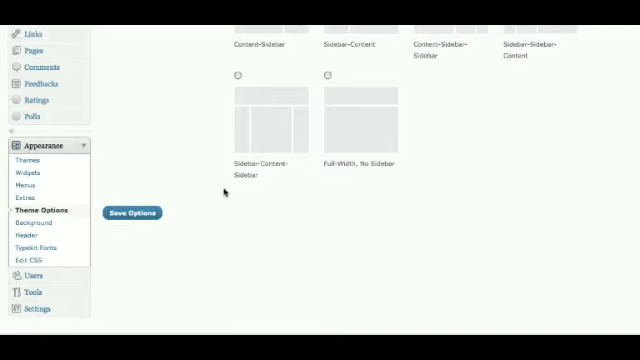 Links
Pages
Comments
Feedbacks
Ratings
Polls
Appearance
Themes
Widgets
Menus
Extras
Theme Options
Background
Header
Typekit Fonts
Edit CSS
Users
Tools
Settings
Content-Sidebar
Sidebar-Content
Content-Sidebar-
Sidebar
Sidebar-Sidebar-
Content
Sidebar-Content-
Sidebar
Full-Width, No Sidebar
Save Options